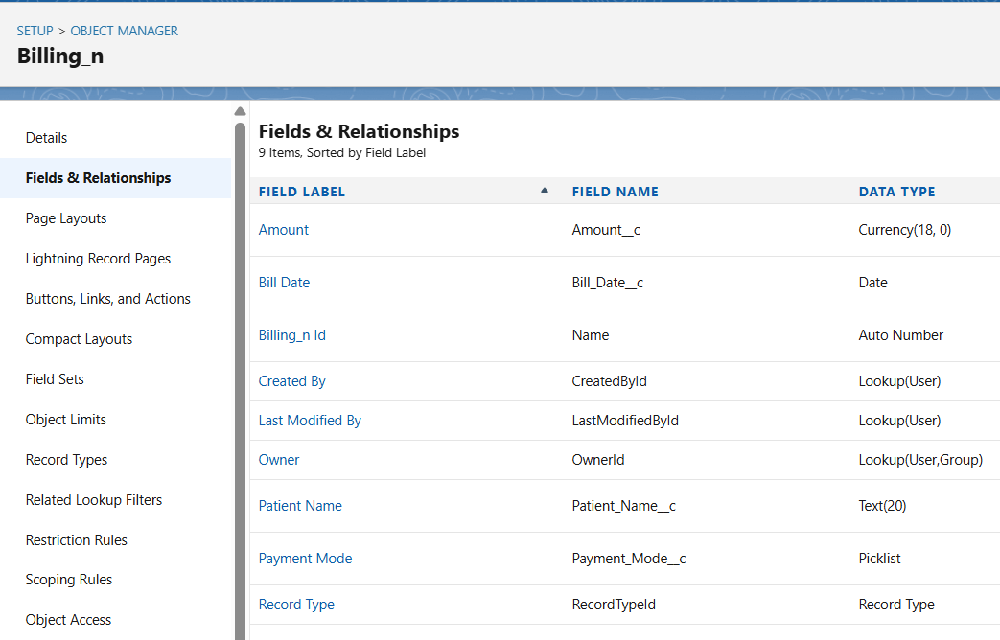 SETUP > OBJECT MANAGER
Billing_n
Details
Fields & Relationships
Page Layouts
Lightning Record Pages
Buttons, Links, and Actions
Compact Layouts
Field Sets
Object Limits
Record Types
Related Lookup Filters
Restriction Rules
Scoping Rules
Object Access
Fields & Relationships
9 Items, Sorted by Field Label
FIELD LABEL FIELD NAME DATA TYPE
Amount Amount__c Currency(18, 0)
Bill Date Bill_Date__c Date
Billing_n Id Name Auto Number
Created By CreatedById Lookup(User)
Last Modified By LastModifiedById Lookup(User)
Owner OwnerId Lookup(User,Group)
Patient Name Patient_Name__c Text(20)
Payment Mode Payment_Mode__c Picklist
Record Type RecordTypeId Record Type